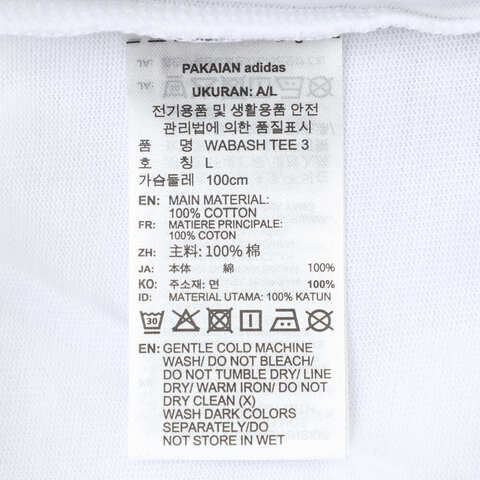 PAKAIAN adidas
UKURAN: A/L
전기용품 및 생활용품 안전
관리법에 의한 품질표시
품 명 WABASH TEE 3
호 칭 L
가슴둘레 100cm
EN: MAIN MATERIAL:
100% COTTON
FR: MATIERE PRINCIPALE:
100% COTON
ZH: 主料: 100% 棉
JA: 本体 綿 100%
KO: 주소재: 면 100%
ID: MATERIAL UTAMA: 100% KATUN
30
EN: GENTLE COLD MACHINE
WASH/ DO NOT BLEACH/
DO NOT TUMBLE DRY/ LINE
DRY/ WARM IRON/ DO NOT
DRY CLEAN (X)
WASH DARK COLORS
SEPARATELY/DO
NOT STORE IN WET